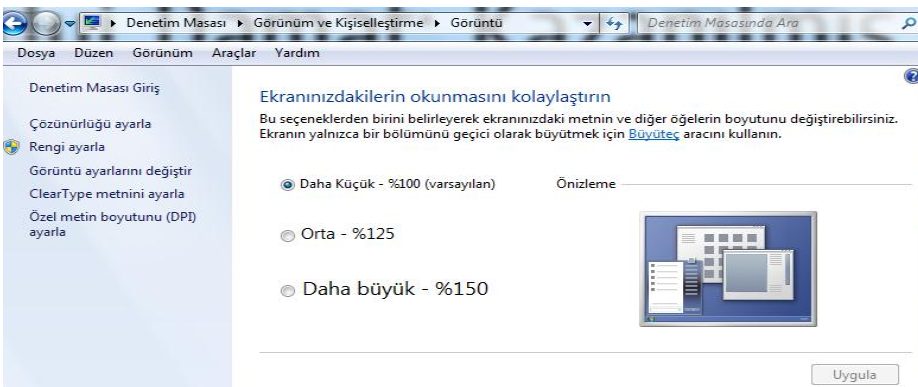 Denetim Masası ▸ Görünüm ve Kişiselleştirme ▸ Görüntü
Denetim Masasında Ara
Dosya Düzen Görünüm Araçlar Yardım
Denetim Masası Giriş
Çözünürlüğü ayarla
Rengi ayarla
Görüntü ayarlarını değiştir
ClearType metnini ayarla
Özel metin boyutunu (DPI)
ayarla
Ekranınızdakilerin okunmasını kolaylaştırın
Bu seçeneklerden birini belirleyerek ekranınızdaki metnin ve diğer öğelerin boyutunu değiştirebilirsiniz.
Ekranın yalnızca bir bölümünü geçici olarak büyütmek için Büyüteç aracını kullanın.
Daha Küçük - %100 (varsayılan)
Önizleme
Orta - %125
Daha büyük - %150
Uygula